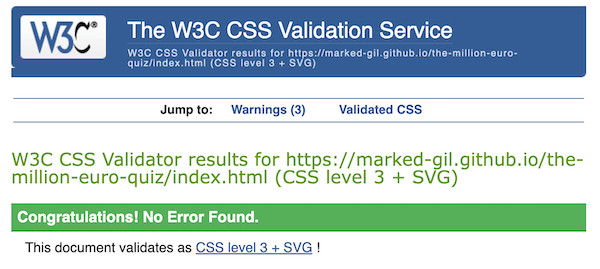 W3C®
The W3C CSS Validation Service
W3C CSS Validator results for https://marked-gil.github.io/the-million-euro-
quiz/index.html (CSS level 3 + SVG)
Jump to: Warnings (3) Validated CSS
W3C CSS Validator results for https://marked-gil.github.io/the-
million-euro-quiz/index.html (CSS level 3 + SVG)
Congratulations! No Error Found.
This document validates as CSS level 3 + SVG !